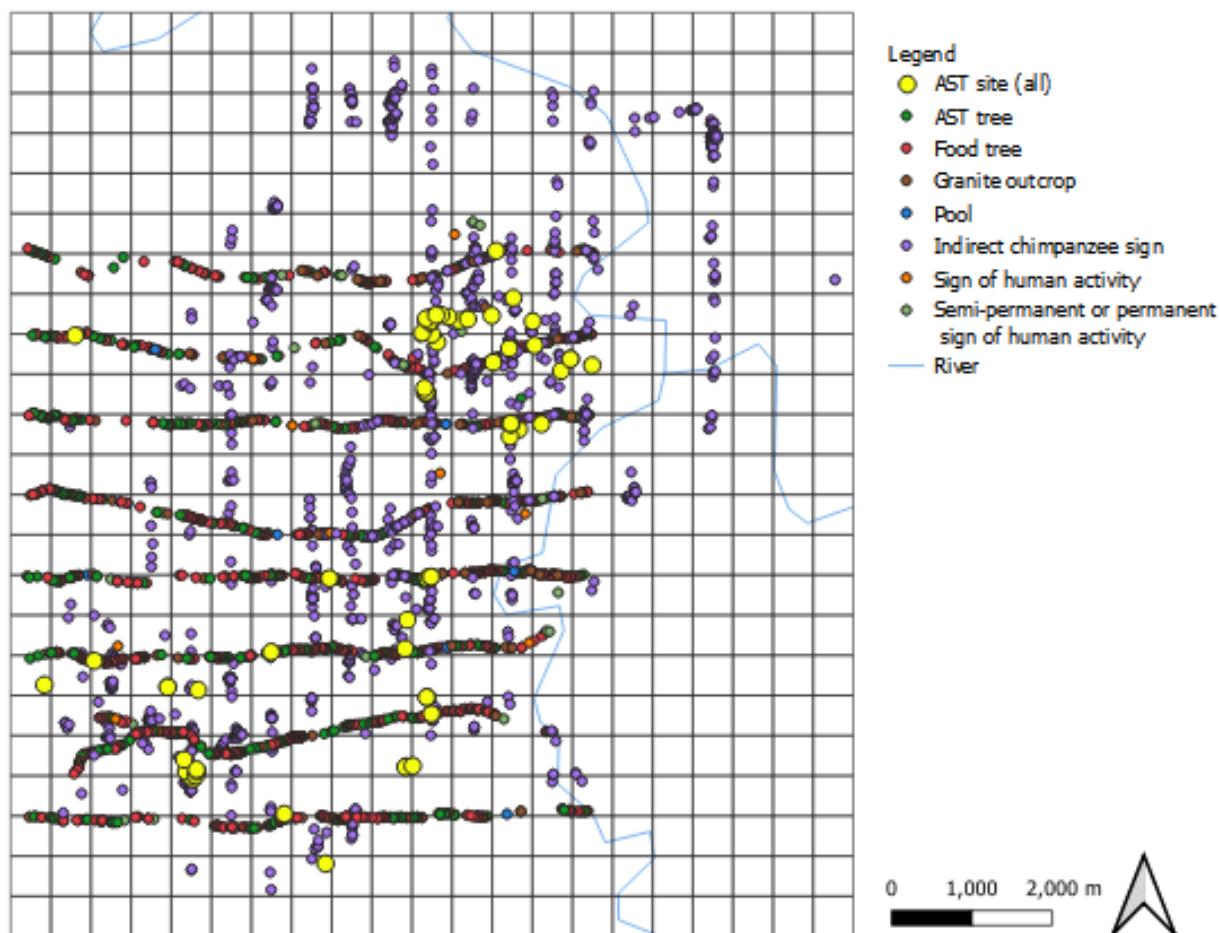 Legend
AST site (all)
AST tree
Food tree
Granite outcrop
Pool
Indirect chimpanzee sign
Sign of human activity
Semi-permanent or permanent
sign of human activity
River
0 1,000 2,000 m